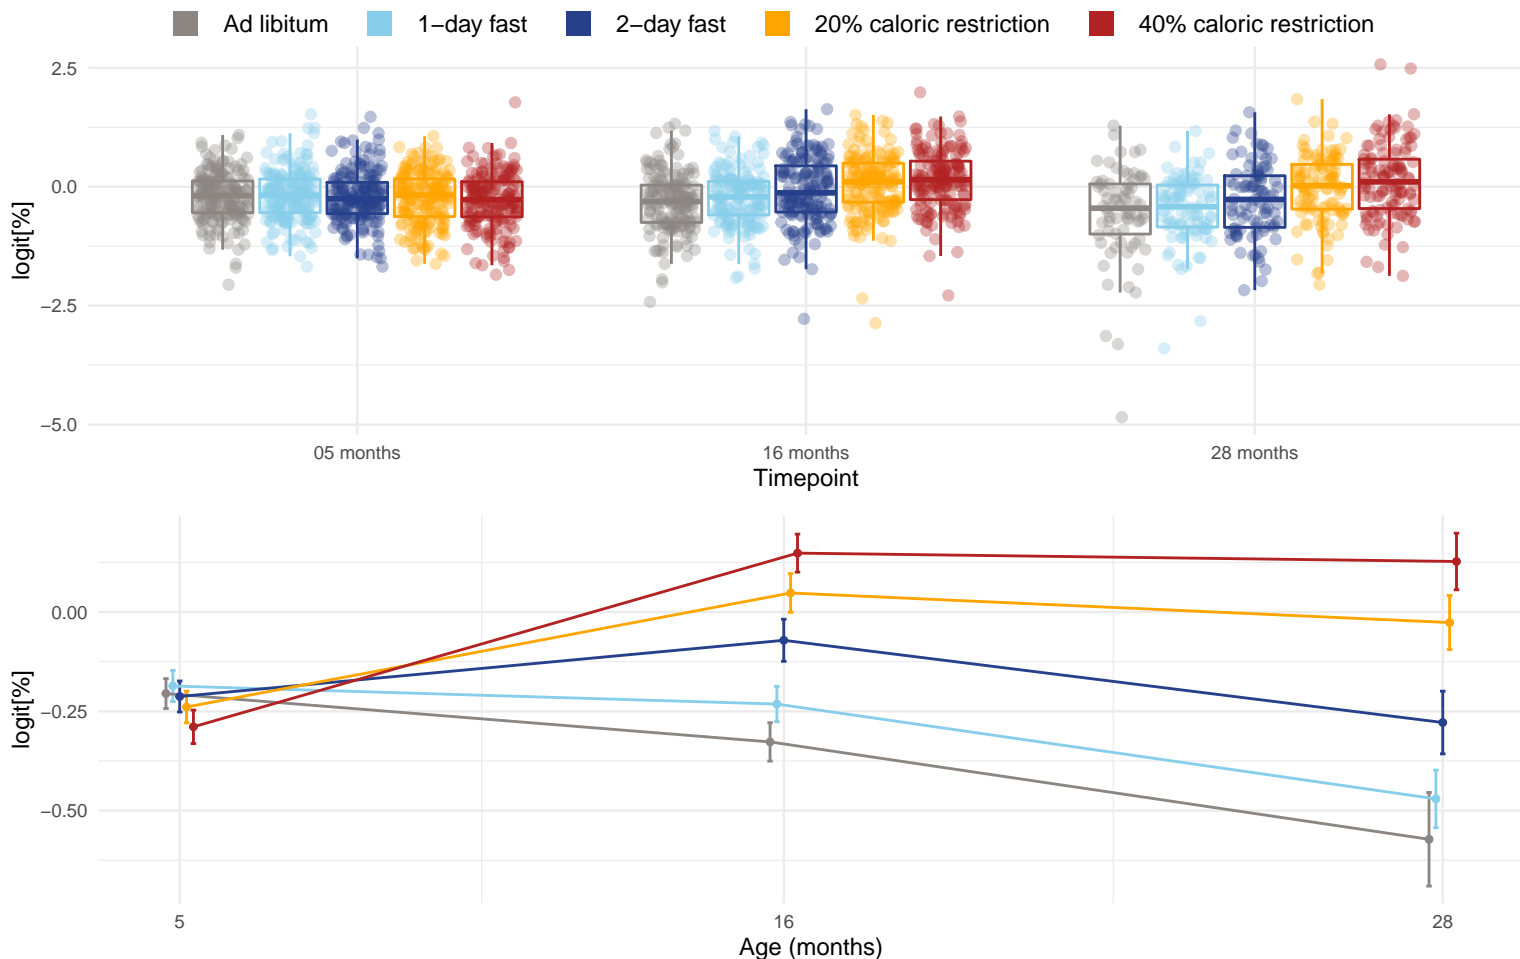 Ad libitum 1−day fast 2−day fast 20% caloric restriction 40% caloric restriction
2.5
0.0
−2.5
−5.0
logit[%]
05 months 16 months 28 months
Timepoint
0.00
−0.25
−0.50
logit[%]
5 16 28
Age (months)